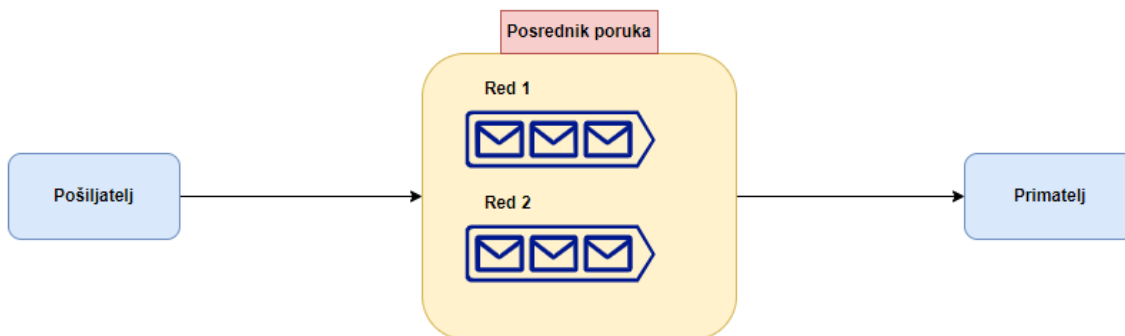 Posrednik poruka
Red 1
Pošiljatelj
Primatelj
Red 2